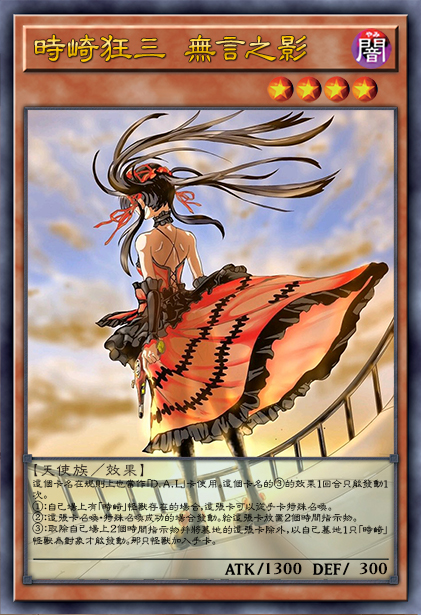 時崎狂三 無言之影
やみ
闇
【天使族／效果】
這個卡名在規則上也當作「D.A.L」卡使用。這個卡名的③的效果1回合只能發動1
次。
①:自己場上有「時崎」怪獸存在的場合,這張卡可以從手卡特殊召喚。
②:這張卡召喚·特殊召喚成功的場合發動。給這張卡放置2個時間指示物。
③:取除自己場上2個時間指示物并將墓地的這張卡除外,以自己墓地1只「時崎」
怪獸為對象才能發動。那只怪獸加入手卡。
ATK/1300 DEF/ 300